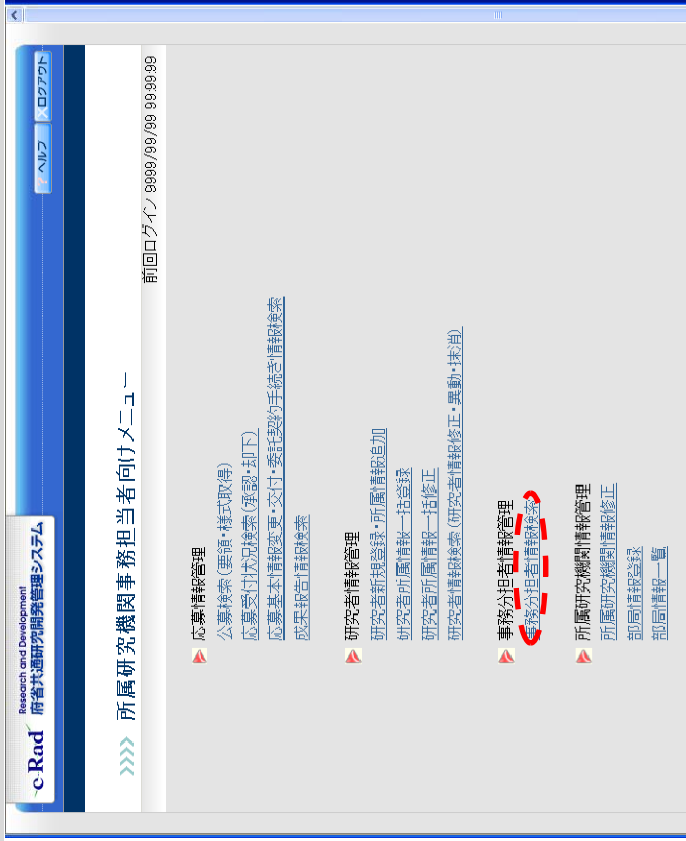 e-Rad
Research and Development
府省共通研究開発管理システム
ヘルプ
ログアウト
所属研究機関事務担当者向けメニュー
前回ログイン 9999/99/99 99:99:99
応募情報管理
公募検索(要領・様式取得)
応募受付状況検索(承認・却下)
応募基本情報変更・交付・委託契約手続き情報検索
成果報告情報検索
研究者情報管理
研究者新規登録・所属情報追加
研究者所属情報一括登録
研究者所属情報一括修正
研究者情報検索(研究者情報修正・異動・抹消)
事務分担者情報管理
事務分担者情報検索
所属研究機関情報管理
所属研究機関情報修正
部局情報登録
部局情報一覧